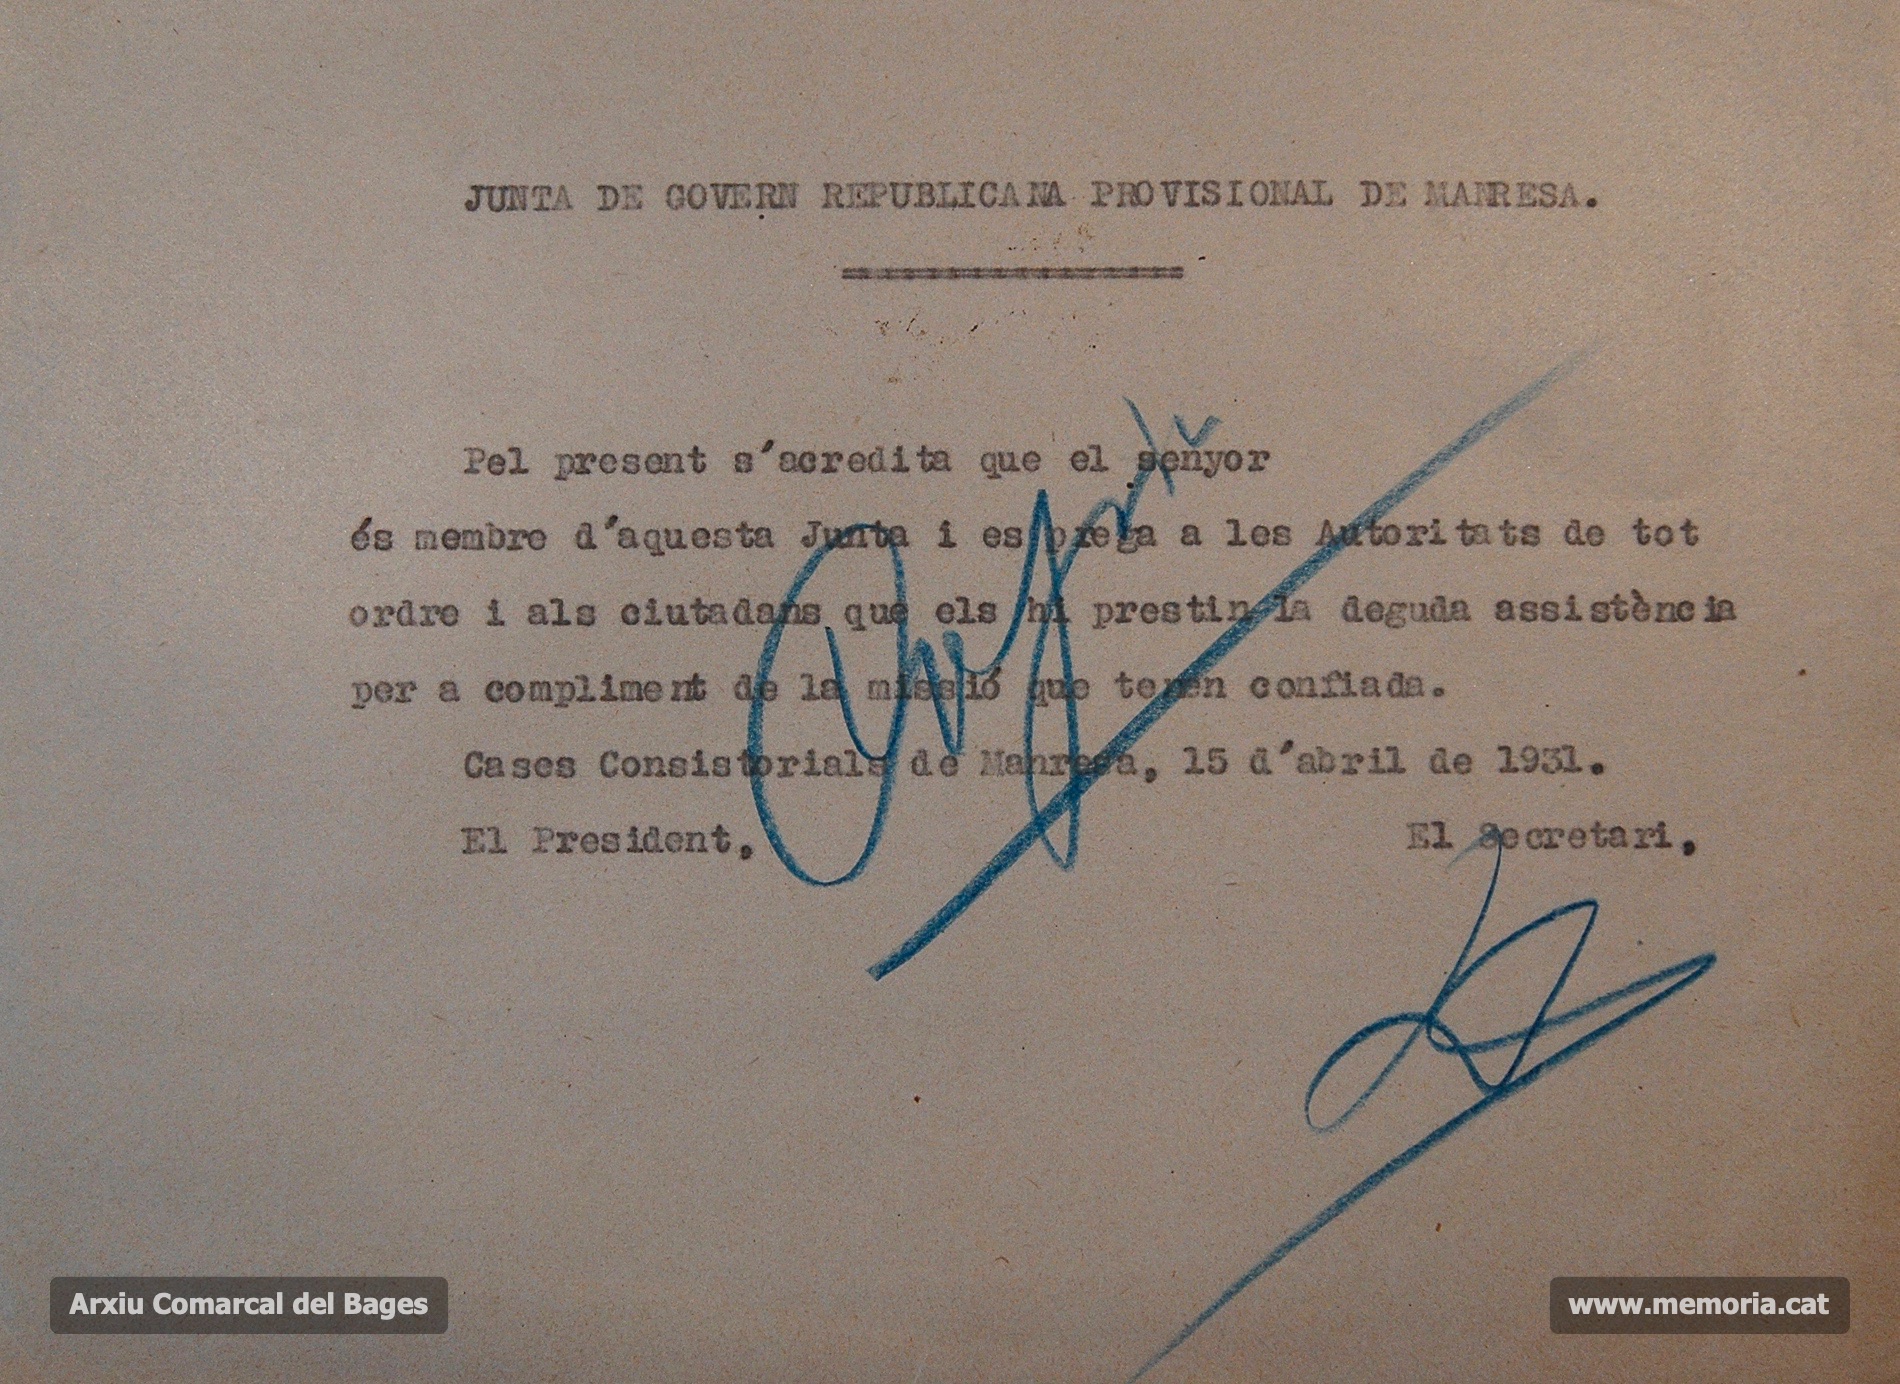 JUNTA DE GOVERN REPUBLICANA PROVISIONAL DE MANRESA.
Pel present s'acredita que el señyor
és membre d'aquesta Junta i es prega a les Autoritats de tot
ordre i als ciutadans que els hi prestin la deguda assistència
per a compliment de la missió que tenen confiada.
Cases Consistorials de Manresa, 15 d'abril de 1931.
El President, El Secretari,
Arxiu Comarcal del Bages www.memoria.cat